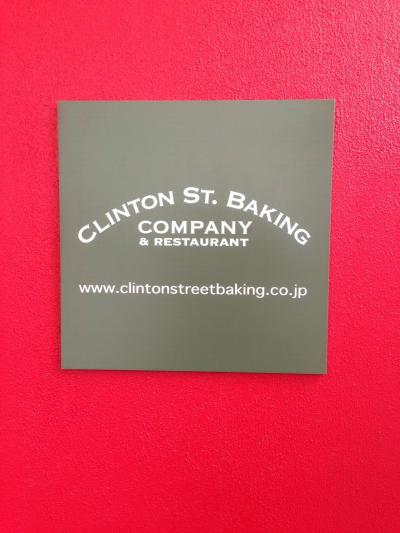 CLINTON ST. BAKING
COMPANY
& RESTAURANT
www.clintonstreetbaking.co.jp